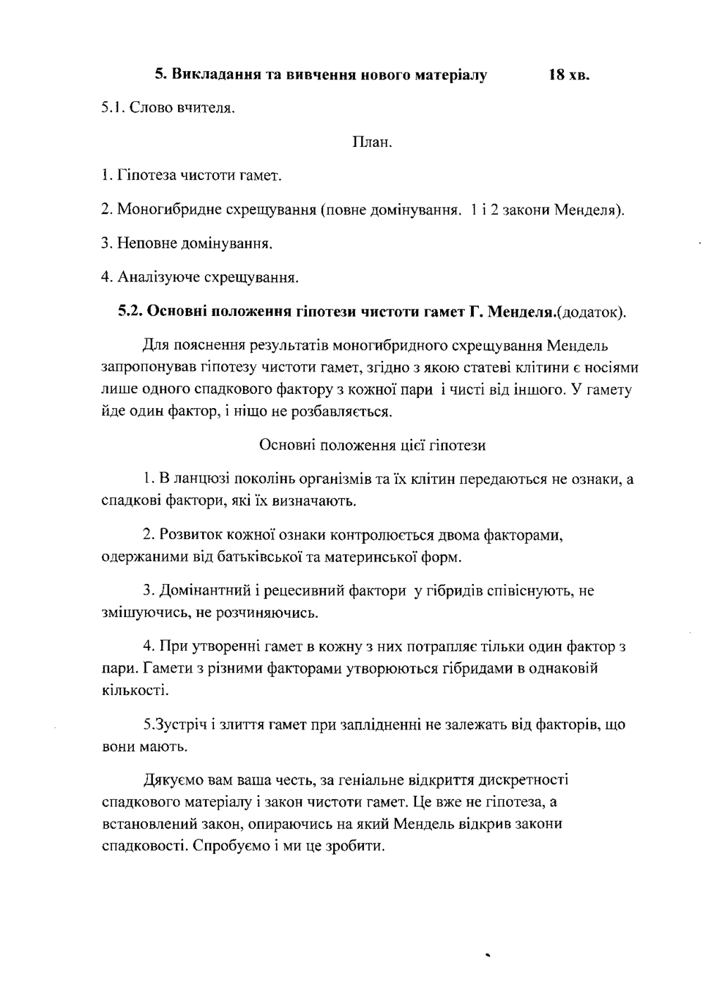 5. Викладання та вивчення нового матеріалу 18 хв.
5.1. Слово вчителя.
План.
1. Гіпотеза чистоти гамет.
2. Моногибридне схрещування (повне домінування. 1 і 2 закони Менделя).
3. Неповне домінування.
4. Аналізуюче схрещування.
5.2. Основні положення гіпотези чистоти гамет Г. Менделя.(додаток).
Для пояснення результатів моногибридного схрещування Мендель
запропонував гіпотезу чистоти гамет, згідно з якою статеві клітини є носіями
лише одного спадкового фактору з кожної пари і чисті від іншого. У гамету
йде один фактор, і ніщо не розбавляється.
Основні положення цієї гіпотези
1. В ланцюзі поколінь організмів та їх клітин передаються не ознаки, а
спадкові фактори, які їх визначають.
2. Розвиток кожної ознаки контролюється двома факторами,
одержаними від батьківської та материнської форм.
3. Домінантний і рецесивний фактори у гібридів співіснують, не
змішуючись, не розчиняючись.
4. При утворенні гамет в кожну з них потрапляє тільки один фактор з
пари. Гамети з різними факторами утворюються гібридами в однаковій
кількості.
5.Зустріч і злиття гамет при заплідненні не залежать від факторів, що
вони мають.
Дякуємо вам ваша честь, за геніальне відкриття дискретності
спадкового матеріалу і закон чистоти гамет. Це вже не гіпотеза, а
встановлений закон, опираючись на який Мендель відкрив закони
спадковості. Спробуємо і ми це зробити.